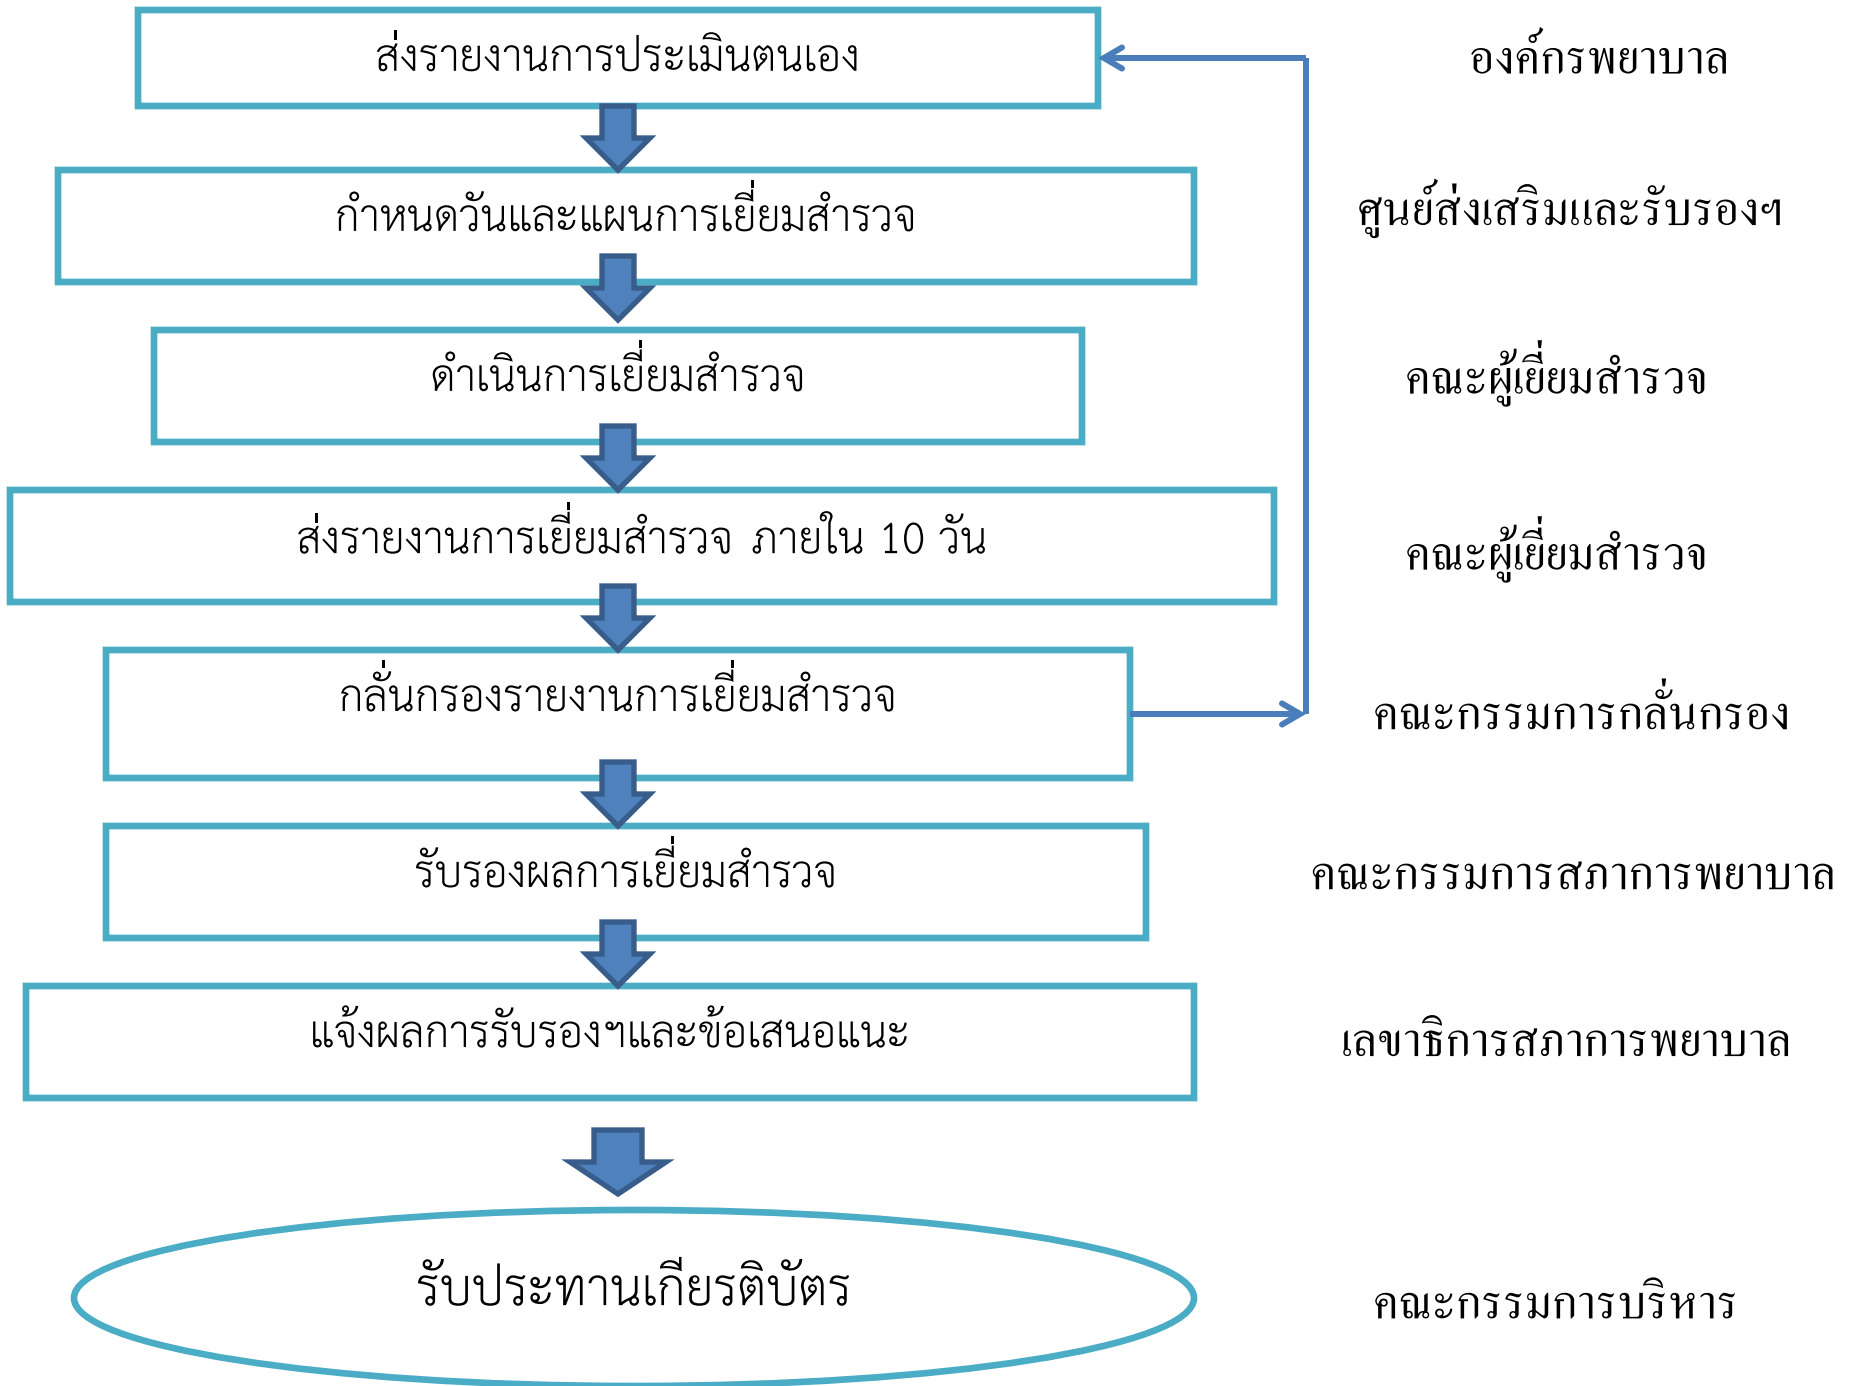 ส่งรายงานการประเมินตนเอง
องค์กรพยาบาล
กำหนดวันและแผนการเยี่ยมสำรวจ
ศูนย์ส่งเสริมและรับรองฯ
ดำเนินการเยี่ยมสำรวจ
คณะผู้เยี่ยมสำรวจ
ส่งรายงานการเยี่ยมสำรวจ ภายใน 10 วัน
คณะผู้เยี่ยมสำรวจ
กลั่นกรองรายงานการเยี่ยมสำรวจ
คณะกรรมการกลั่นกรอง
รับรองผลการเยี่ยมสำรวจ
คณะกรรมการสภาการพยาบาล
แจ้งผลการรับรองฯและข้อเสนอแนะ
เลขาธิการสภาการพยาบาล
รับประทานเกียรติบัตร
คณะกรรมการบริหาร